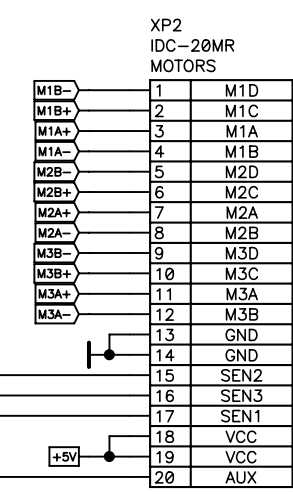 XP2
IDC-20MR
MOTORS
M1B- 1 M1D
M1B+ 2 M1C
M1A+ 3 M1A
M1A- 4 M1B
M2B- 5 M2D
M2B+ 6 M2C
M2A+ 7 M2A
M2A- 8 M2B
M3B- 9 M3D
M3B+ 10 M3C
M3A+ 11 M3A
M3A- 12 M3B
13 GND
14 GND
15 SEN2
16 SEN3
17 SEN1
18 VCC
+5V 19 VCC
20 AUX